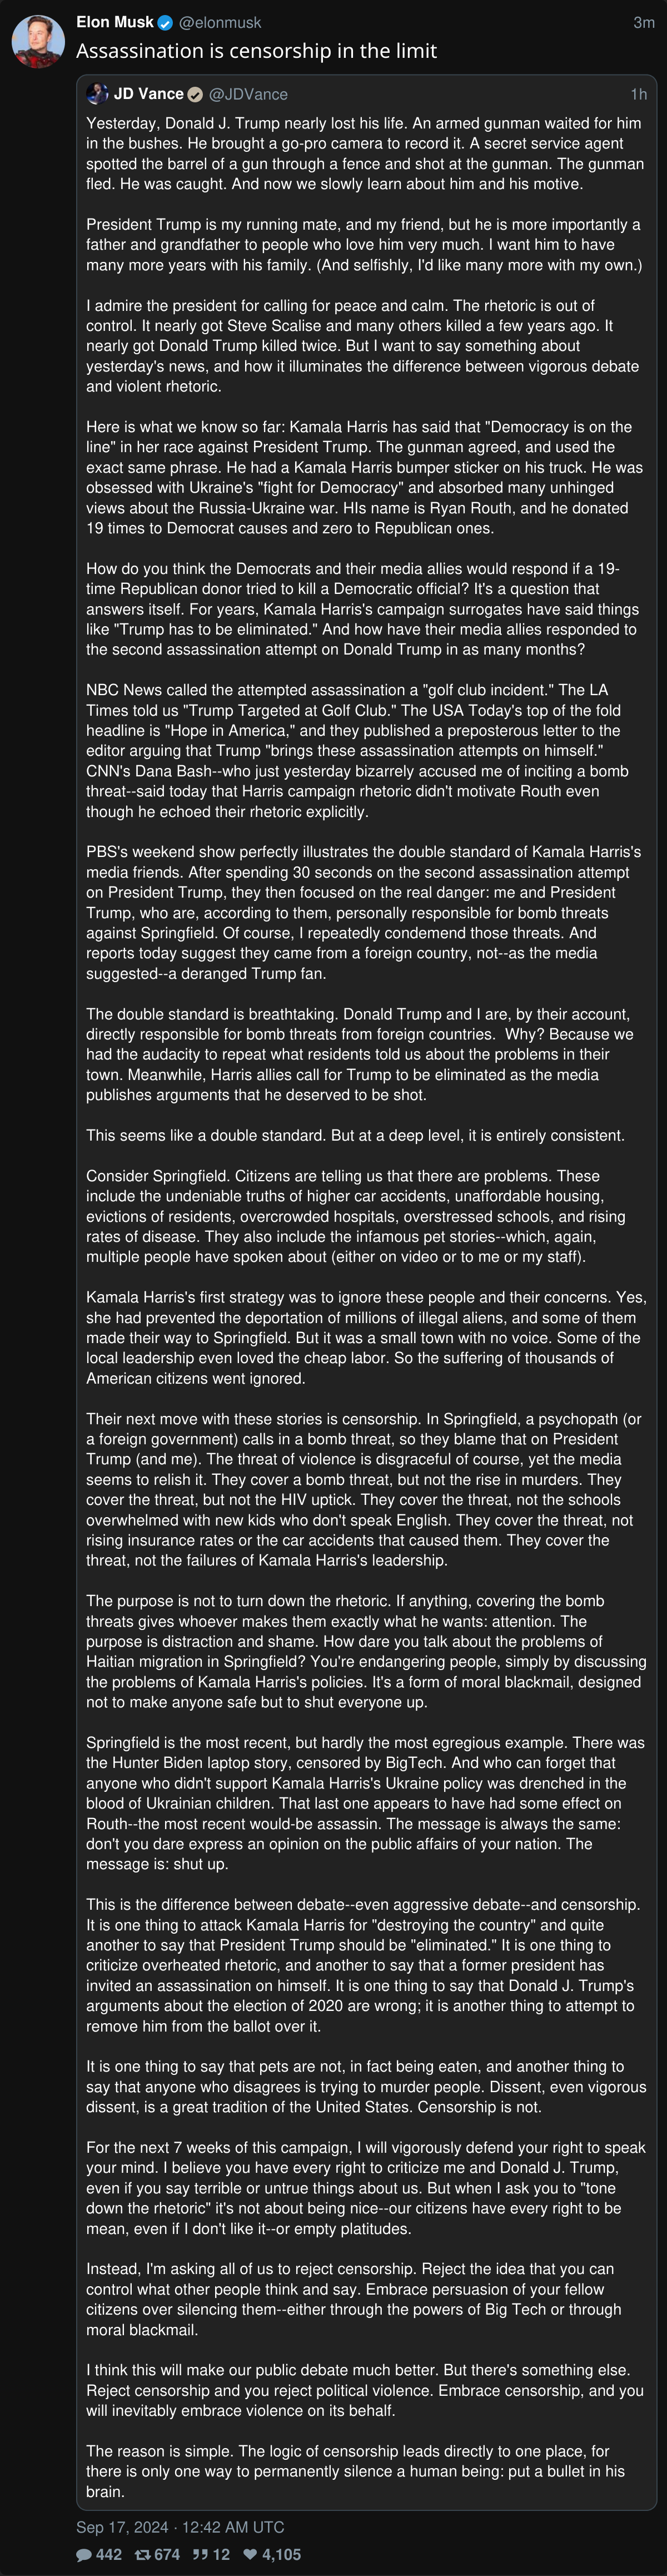 Elon Musk @elonmusk 3m
Assassination is censorship in the limit
JD Vance @JDVance 1h
Yesterday, Donald J. Trump nearly lost his life. An armed gunman waited for him
in the bushes. He brought a go-pro camera to record it. A secret service agent
spotted the barrel of a gun through a fence and shot at the gunman. The gunman
fled. He was caught. And now we slowly learn about him and his motive.
President Trump is my running mate, and my friend, but he is more importantly a
father and grandfather to people who love him very much. I want him to have
many more years with his family. (And selfishly, I'd like many more with my own.)
I admire the president for calling for peace and calm. The rhetoric is out of
control. It nearly got Steve Scalise and many others killed a few years ago. It
nearly got Donald Trump killed twice. But I want to say something about
yesterday's news, and how it illuminates the difference between vigorous debate
and violent rhetoric.
Here is what we know so far: Kamala Harris has said that "Democracy is on the
line" in her race against President Trump. The gunman agreed, and used the
exact same phrase. He had a Kamala Harris bumper sticker on his truck. He was
obsessed with Ukraine's "fight for Democracy" and absorbed many unhinged
views about the Russia-Ukraine war. HIs name is Ryan Routh, and he donated
19 times to Democrat causes and zero to Republican ones.
How do you think the Democrats and their media allies would respond if a 19-
time Republican donor tried to kill a Democratic official? It's a question that
answers itself. For years, Kamala Harris's campaign surrogates have said things
like "Trump has to be eliminated." And how have their media allies responded to
the second assassination attempt on Donald Trump in as many months?
NBC News called the attempted assassination a "golf club incident." The LA
Times told us "Trump Targeted at Golf Club." The USA Today's top of the fold
headline is "Hope in America," and they published a preposterous letter to the
editor arguing that Trump "brings these assassination attempts on himself."
CNN's Dana Bash--who just yesterday bizarrely accused me of inciting a bomb
threat--said today that Harris campaign rhetoric didn't motivate Routh even
though he echoed their rhetoric explicitly.
PBS's weekend show perfectly illustrates the double standard of Kamala Harris's
media friends. After spending 30 seconds on the second assassination attempt
on President Trump, they then focused on the real danger: me and President
Trump, who are, according to them, personally responsible for bomb threats
against Springfield. Of course, I repeatedly condemend those threats. And
reports today suggest they came from a foreign country, not--as the media
suggested--a deranged Trump fan.
The double standard is breathtaking. Donald Trump and I are, by their account,
directly responsible for bomb threats from foreign countries.  Why? Because we
had the audacity to repeat what residents told us about the problems in their
town. Meanwhile, Harris allies call for Trump to be eliminated as the media
publishes arguments that he deserved to be shot.
This seems like a double standard. But at a deep level, it is entirely consistent.
Consider Springfield. Citizens are telling us that there are problems. These
include the undeniable truths of higher car accidents, unaffordable housing,
evictions of residents, overcrowded hospitals, overstressed schools, and rising
rates of disease. They also include the infamous pet stories--which, again,
multiple people have spoken about (either on video or to me or my staff).
Kamala Harris's first strategy was to ignore these people and their concerns. Yes,
she had prevented the deportation of millions of illegal aliens, and some of them
made their way to Springfield. But it was a small town with no voice. Some of the
local leadership even loved the cheap labor. So the suffering of thousands of
American citizens went ignored.
Their next move with these stories is censorship. In Springfield, a psychopath (or
a foreign government) calls in a bomb threat, so they blame that on President
Trump (and me). The threat of violence is disgraceful of course, yet the media
seems to relish it. They cover a bomb threat, but not the rise in murders. They
cover the threat, but not the HIV uptick. They cover the threat, not the schools
overwhelmed with new kids who don't speak English. They cover the threat, not
rising insurance rates or the car accidents that caused them. They cover the
threat, not the failures of Kamala Harris's leadership.
The purpose is not to turn down the rhetoric. If anything, covering the bomb
threats gives whoever makes them exactly what he wants: attention. The
purpose is distraction and shame. How dare you talk about the problems of
Haitian migration in Springfield? You're endangering people, simply by discussing
the problems of Kamala Harris's policies. It's a form of moral blackmail, designed
not to make anyone safe but to shut everyone up.
Springfield is the most recent, but hardly the most egregious example. There was
the Hunter Biden laptop story, censored by BigTech. And who can forget that
anyone who didn't support Kamala Harris's Ukraine policy was drenched in the
blood of Ukrainian children. That last one appears to have had some effect on
Routh--the most recent would-be assassin. The message is always the same:
don't you dare express an opinion on the public affairs of your nation. The
message is: shut up.
This is the difference between debate--even aggressive debate--and censorship.
It is one thing to attack Kamala Harris for "destroying the country" and quite
another to say that President Trump should be "eliminated." It is one thing to
criticize overheated rhetoric, and another to say that a former president has
invited an assassination on himself. It is one thing to say that Donald J. Trump's
arguments about the election of 2020 are wrong; it is another thing to attempt to
remove him from the ballot over it.
It is one thing to say that pets are not, in fact being eaten, and another thing to
say that anyone who disagrees is trying to murder people. Dissent, even vigorous
dissent, is a great tradition of the United States. Censorship is not.
For the next 7 weeks of this campaign, I will vigorously defend your right to speak
your mind. I believe you have every right to criticize me and Donald J. Trump,
even if you say terrible or untrue things about us. But when I ask you to "tone
down the rhetoric" it's not about being nice--our citizens have every right to be
mean, even if I don't like it--or empty platitudes.
Instead, I'm asking all of us to reject censorship. Reject the idea that you can
control what other people think and say. Embrace persuasion of your fellow
citizens over silencing them--either through the powers of Big Tech or through
moral blackmail.
I think this will make our public debate much better. But there's something else.
Reject censorship and you reject political violence. Embrace censorship, and you
will inevitably embrace violence on its behalf.
The reason is simple. The logic of censorship leads directly to one place, for
there is only one way to permanently silence a human being: put a bullet in his
brain.
Sep 17, 2024 · 12:42 AM UTC
442 674 12 4,105